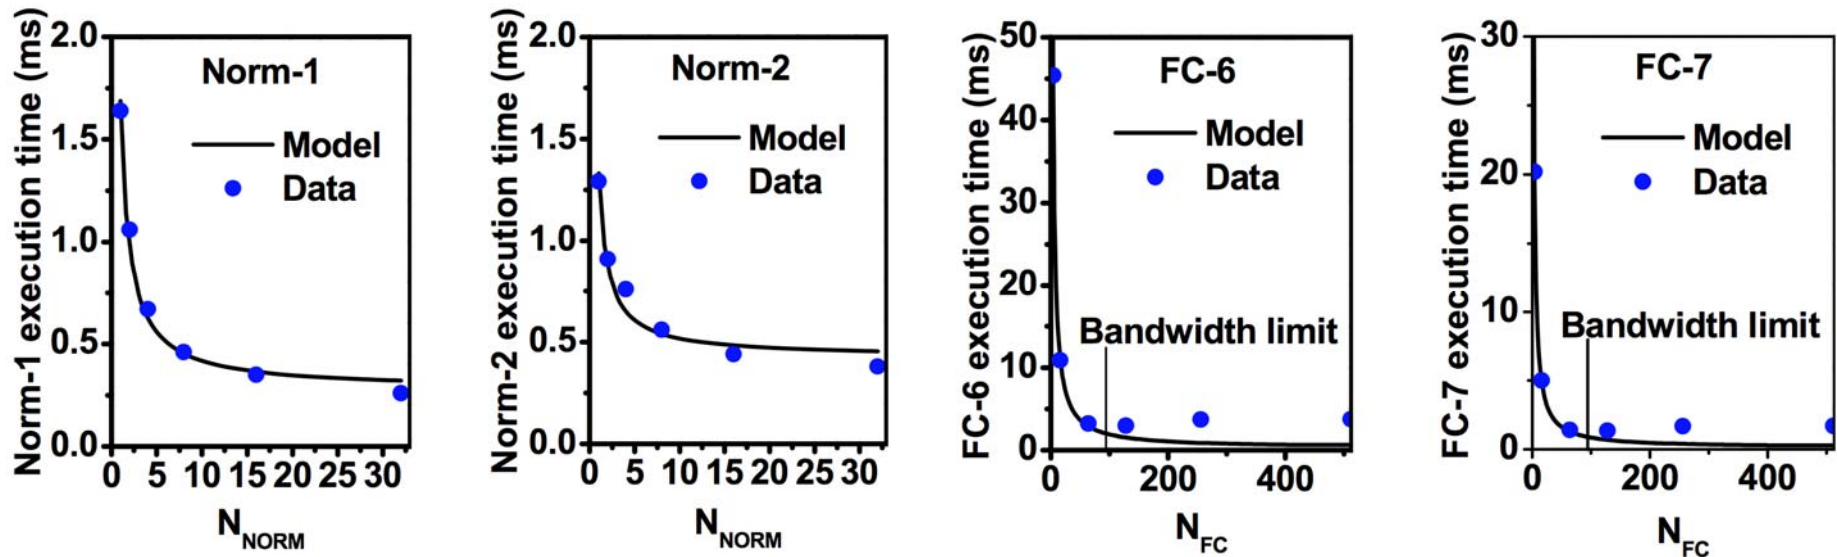 Norm-1 execution time (ms)
2.0
1.5
1.0
0.5
0.0
Norm-1
Model
Data
0 5 10 15 20 25 30
N_NORM
Norm-2 execution time (ms)
2.0
1.5
1.0
0.5
0.0
Norm-2
Model
Data
0 5 10 15 20 25 30
N_NORM
FC-6 execution time (ms)
50
40
30
20
10
0
FC-6
Model
Data
Bandwidth limit
0 200 400
N_FC
FC-7 execution time (ms)
30
20
10
0
FC-7
Model
Data
Bandwidth limit
0 200 400
N_FC